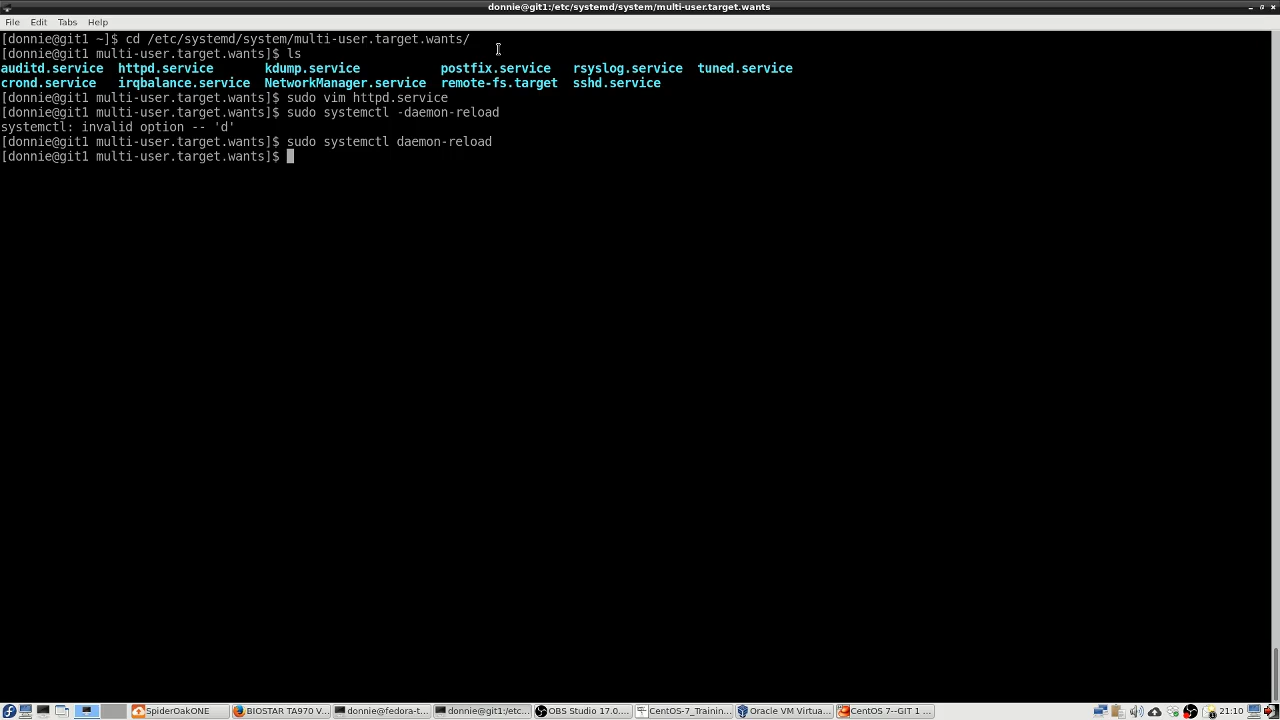 donnie@git1:/etc/systemd/system/multi-user.target.wants
File Edit Tabs Help
[donnie@git1 ~]$ cd /etc/systemd/system/multi-user.target.wants/
[donnie@git1 multi-user.target.wants]$ ls
auditd.service httpd.service kdump.service postfix.service rsyslog.service tuned.service
crond.service irqbalance.service NetworkManager.service remote-fs.target sshd.service
[donnie@git1 multi-user.target.wants]$ sudo vim httpd.service
[donnie@git1 multi-user.target.wants]$ sudo systemctl -daemon-reload
systemctl: invalid option -- 'd'
[donnie@git1 multi-user.target.wants]$ sudo systemctl daemon-reload
[donnie@git1 multi-user.target.wants]$
SpiderOakONE BIOSTAR TA970 V... donnie@fedora-t... donnie@git1:/etc... OBS Studio 17.0.... CentOS-7_Trainin... Oracle VM Virtua... CentOS 7--GIT 1 ... 21:10